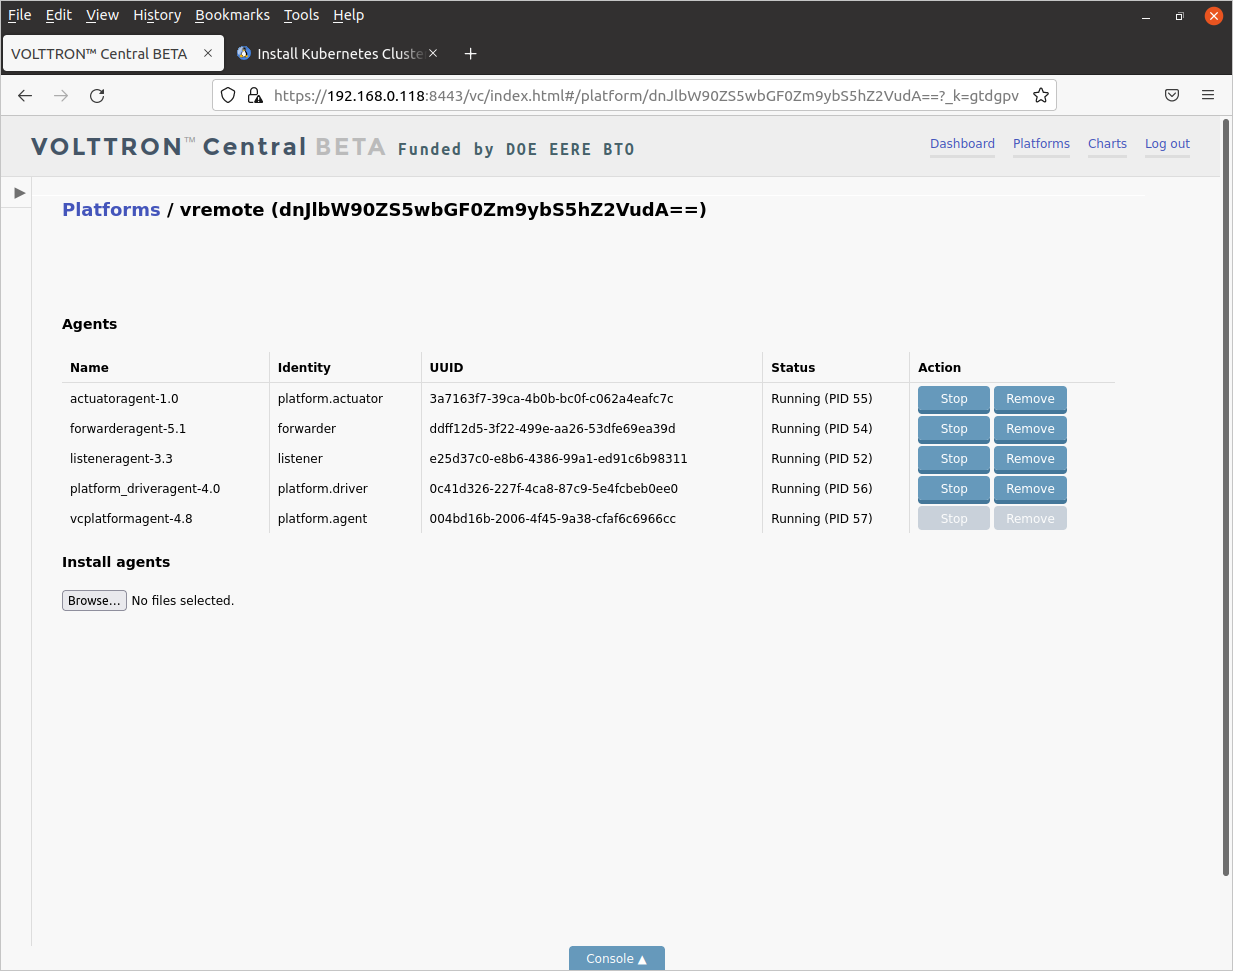 File Edit View History Bookmarks Tools Help
VOLTTRON™ Central BETA Install Kubernetes Cluste
https://192.168.0.118:8443/vc/index.html#/platform/dnJlbW90ZS5wbGF0Zm9ybS5hZ2VudA==?_k=gtdgpv
VOLTTRON™ Central BETA Funded by DOE EERE BTO Dashboard Platforms Charts Log out
Platforms / vremote (dnJlbW90ZS5wbGF0Zm9ybS5hZ2VudA==)
Agents
Name Identity UUID Status Action
actuatoragent-1.0 platform.actuator 3a7163f7-39ca-4b0b-bc0f-c062a4eafc7c Running (PID 55) Stop Remove
forwarderagent-5.1 forwarder ddff12d5-3f22-499e-aa26-53dfe69ea39d Running (PID 54) Stop Remove
listeneragent-3.3 listener e25d37c0-e8b6-4386-99a1-ed91c6b98311 Running (PID 52) Stop Remove
platform_driveragent-4.0 platform.driver 0c41d326-227f-4ca8-87c9-5e4fcbeb0ee0 Running (PID 56) Stop Remove
vcplatformagent-4.8 platform.agent 004bd16b-2006-4f45-9a38-cfaf6c6966cc Running (PID 57) Stop Remove
Install agents
Browse... No files selected.
Console ▲